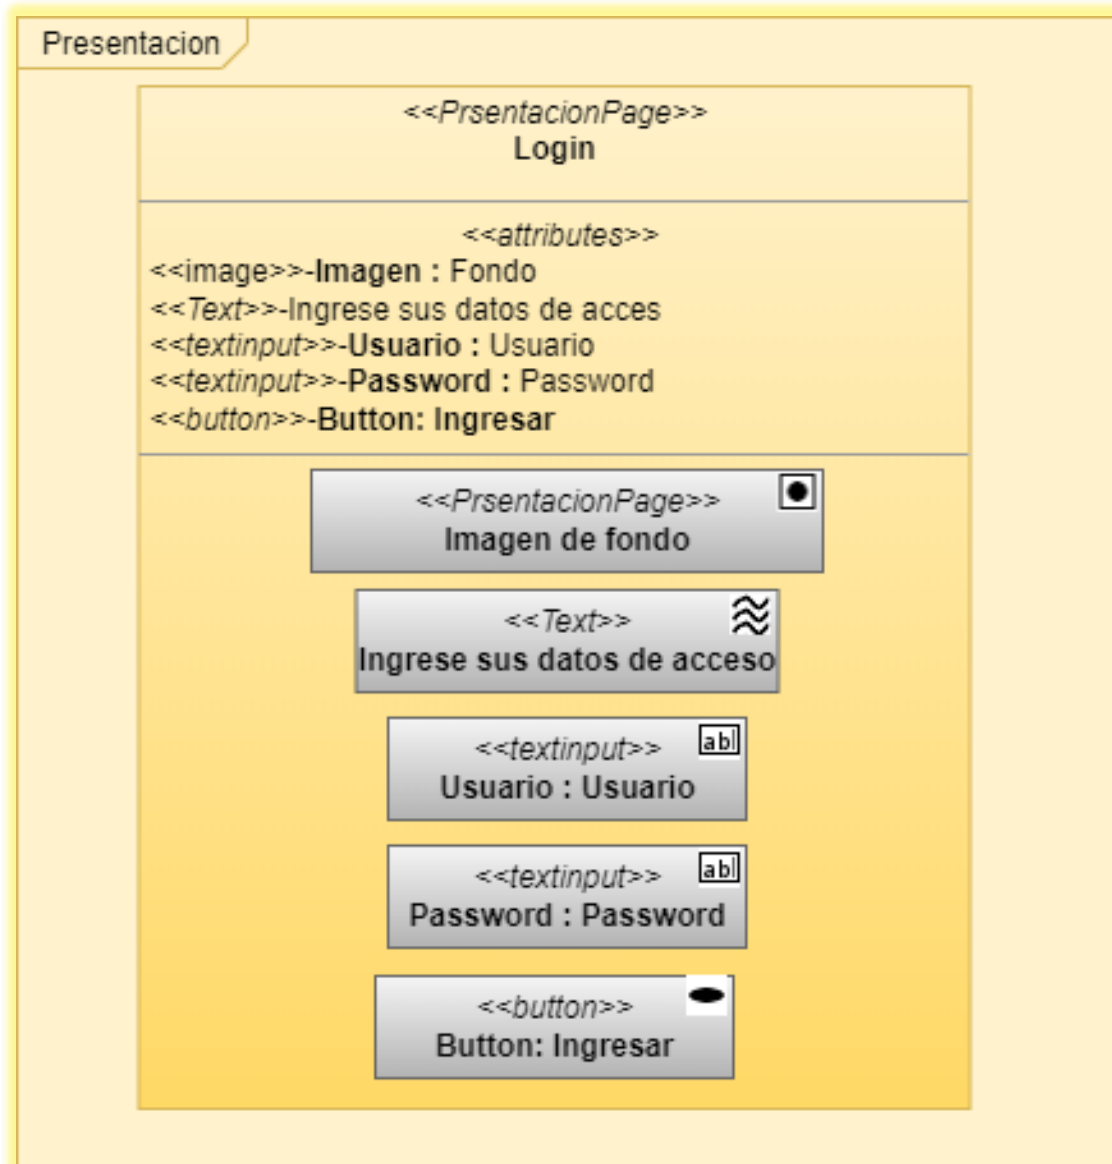 Presentacion
<<PrsentacionPage>>
Login
<<attributes>>
<<image>>-Imagen : Fondo
<<Text>>-Ingrese sus datos de acces
<<textinput>>-Usuario : Usuario
<<textinput>>-Password : Password
<<button>>-Button: Ingresar
<<PrsentacionPage>>
Imagen de fondo
<<Text>>
Ingrese sus datos de acceso
<<textinput>>
abl
Usuario : Usuario
<<textinput>>
abl
Password : Password
<<button>>
Button: Ingresar